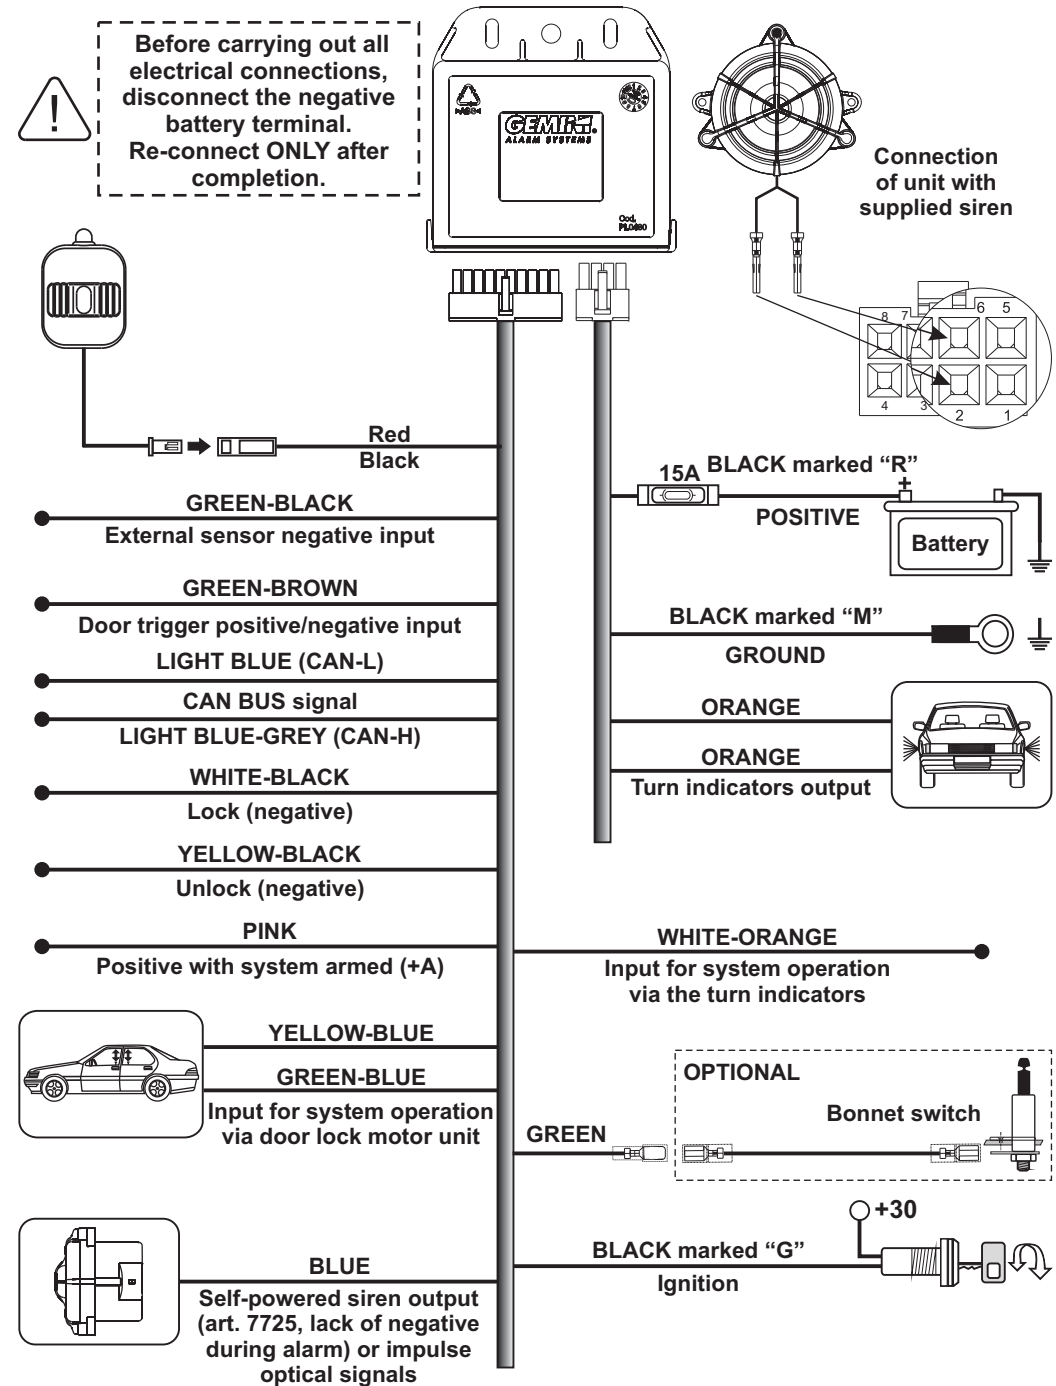 Before carrying out all
electrical connections,
disconnect the negative
battery terminal.
Re-connect ONLY after
completion.
!
>ABS<
GEMINI.
ALARM SYSTEMS
Cod.
Connection
of unit with
supplied siren
8 7 6 5
4 3 2 1
Red
Black
GREEN-BLACK
External sensor negative input
GREEN-BROWN
Door trigger positive/negative input
LIGHT BLUE (CAN-L)
CAN BUS signal
LIGHT BLUE-GREY (CAN-H)
WHITE-BLACK
Lock (negative)
YELLOW-BLACK
Unlock (negative)
PINK
Positive with system armed (+A)
YELLOW-BLUE
GREEN-BLUE
Input for system operation
via door lock motor unit
BLUE
Self-powered siren output
(art. 7725, lack of negative
during alarm) or impulse
optical signals
15A
BLACK marked “R”
+
POSITIVE
Battery
BLACK marked “M”
GROUND
ORANGE
ORANGE
Turn indicators output
WHITE-ORANGE
Input for system operation
via the turn indicators
OPTIONAL
Bonnet switch
GREEN
+30
BLACK marked “G”
Ignition